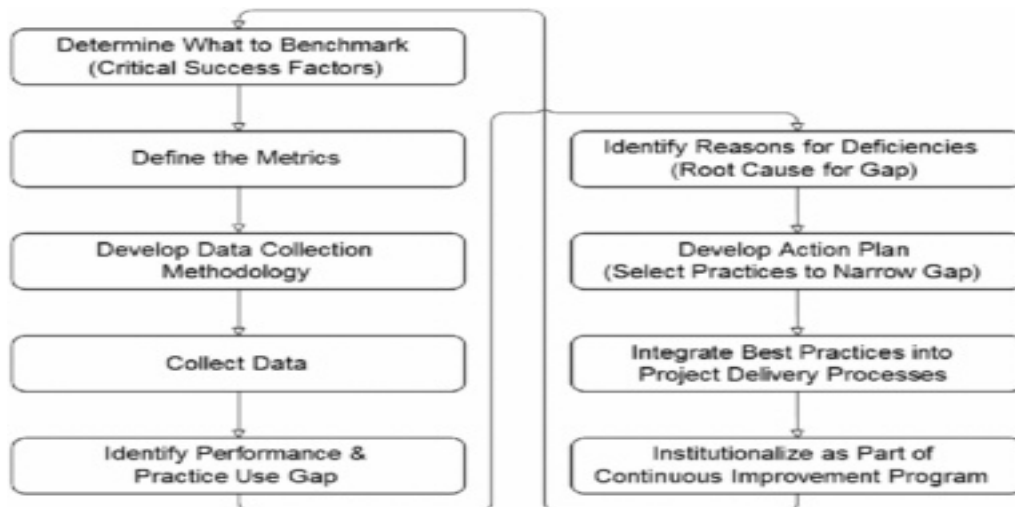 Determine What to Benchmark
(Critical Success Factors)
Define the Metrics
Develop Data Collection
Methodology
Collect Data
Identify Performance &
Practice Use Gap
Identify Reasons for Deficiencies
(Root Cause for Gap)
Develop Action Plan
(Select Practices to Narrow Gap)
Integrate Best Practices into
Project Delivery Processes
Institutionalize as Part of
Continuous Improvement Program